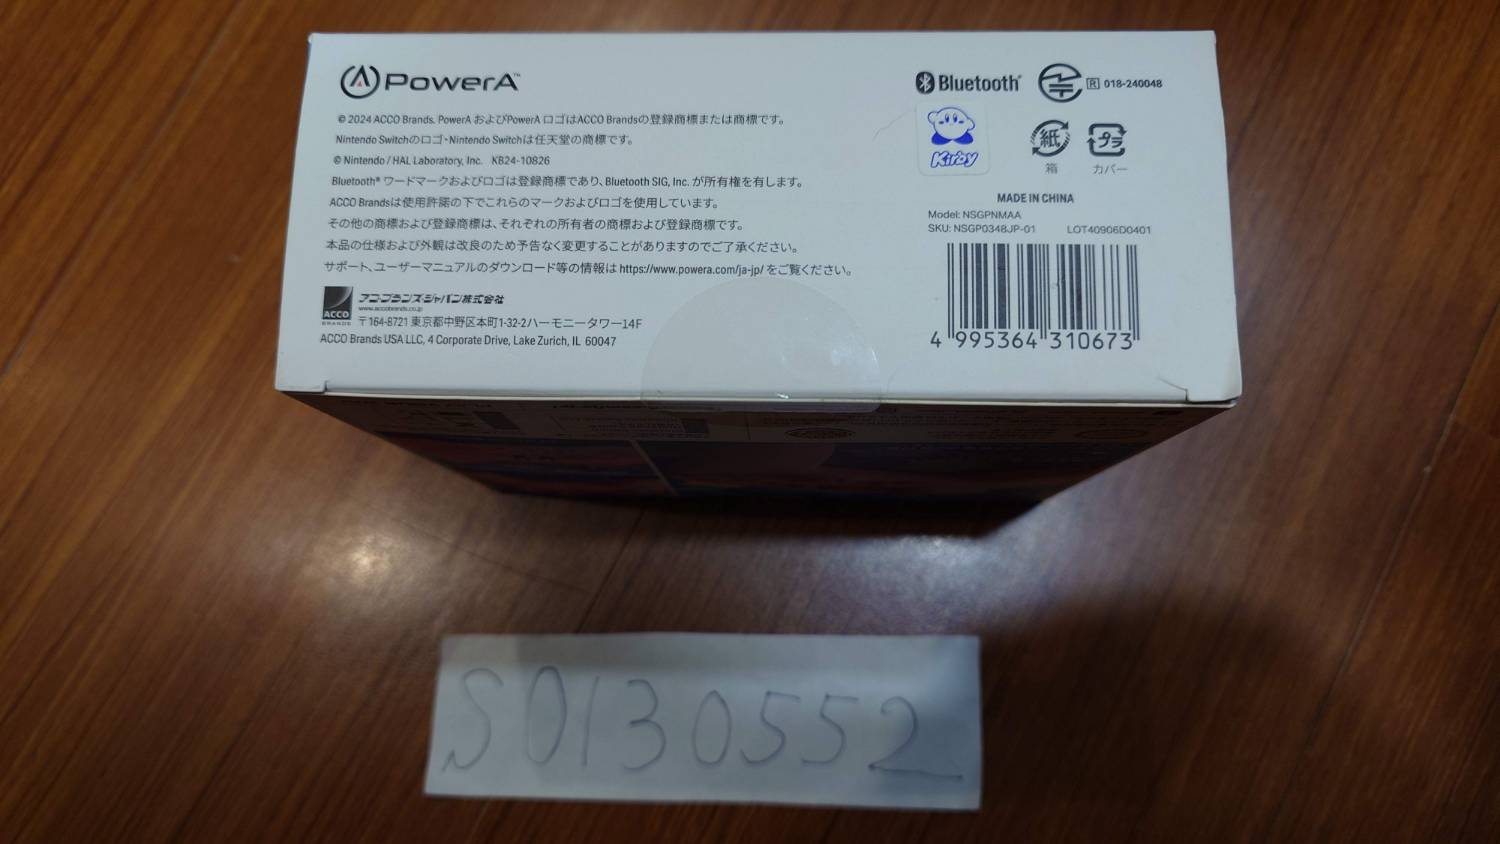 PowerA™
© 2024 ACCO Brands. PowerA およびPowerA ロゴはACCO Brandsの登録商標または商標です。
Nintendo Switchのロゴ・Nintendo Switchは任天堂の商標です。
© Nintendo / HAL Laboratory, Inc. KB24-10826
Bluetooth® ワードマークおよびロゴは登録商標であり、Bluetooth SIG, Inc. が所有権を有します。
ACCO Brandsは使用許諾の下でこれらのマークおよびロゴを使用しています。
その他の商標および登録商標は、それぞれの所有者の商標および登録商標です。
本品の仕様および外観は改良のため予告なく変更することがありますのでご了承ください。
サポート、ユーザーマニュアルのダウンロード等の情報は https://www.powera.com/ja-jp/ をご覧ください。
ACCO
BRANDS
アコ・ブランズ・ジャパン株式会社
www.accobrands.co.jp
〒164-8721 東京都中野区本町1-32-2ハーモニータワー14F
ACCO Brands USA LLC, 4 Corporate Drive, Lake Zurich, IL 60047
Bluetooth®
R 018-240048
Kirby
紙
箱
プラ
カバー
MADE IN CHINA
Model: NSGPNMAA
SKU: NSGP0348JP-01 LOT40906D0401
4 995364 310673
S0130552